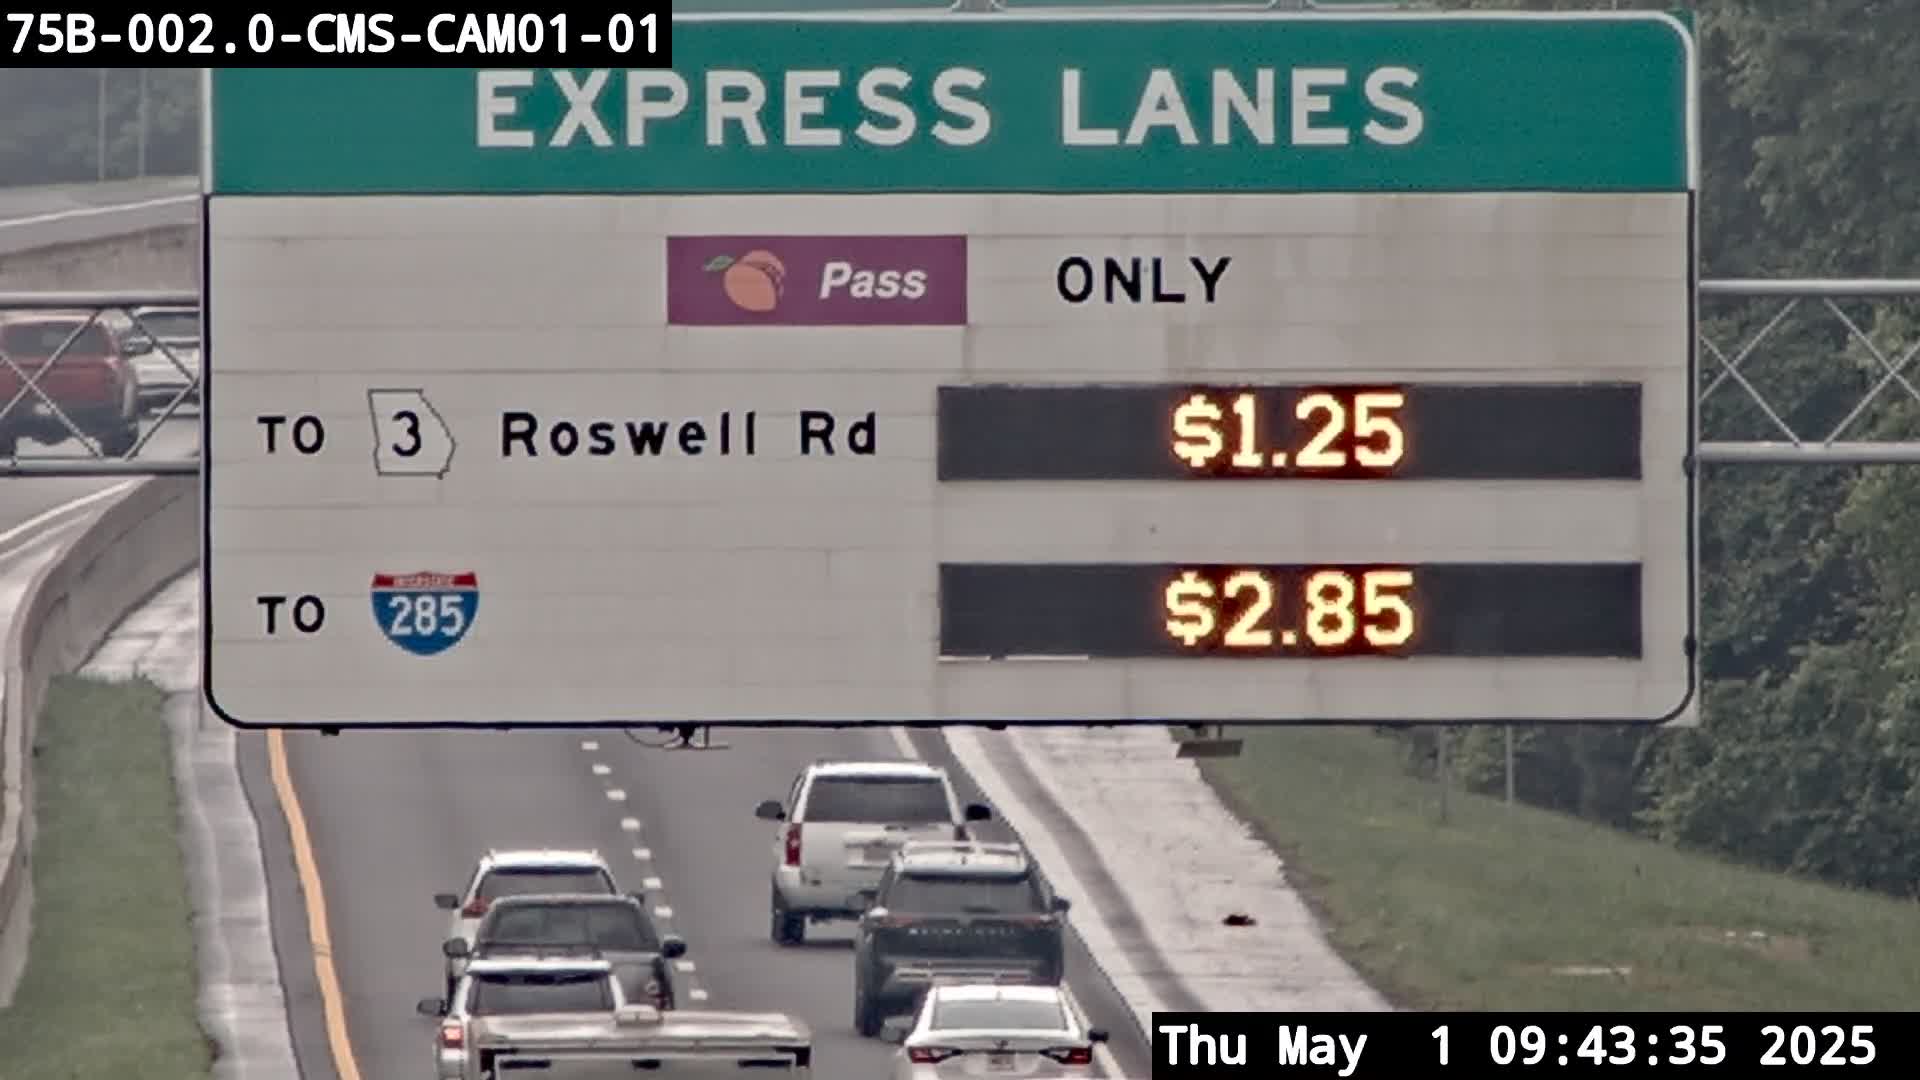 75B-002.0-CMS-CAM01-01
EXPRESS LANES
Pass ONLY
TO 3 Roswell Rd $1.25
INTERSTATE
TO 285 $2.85
Thu May 1 09:43:35 2025